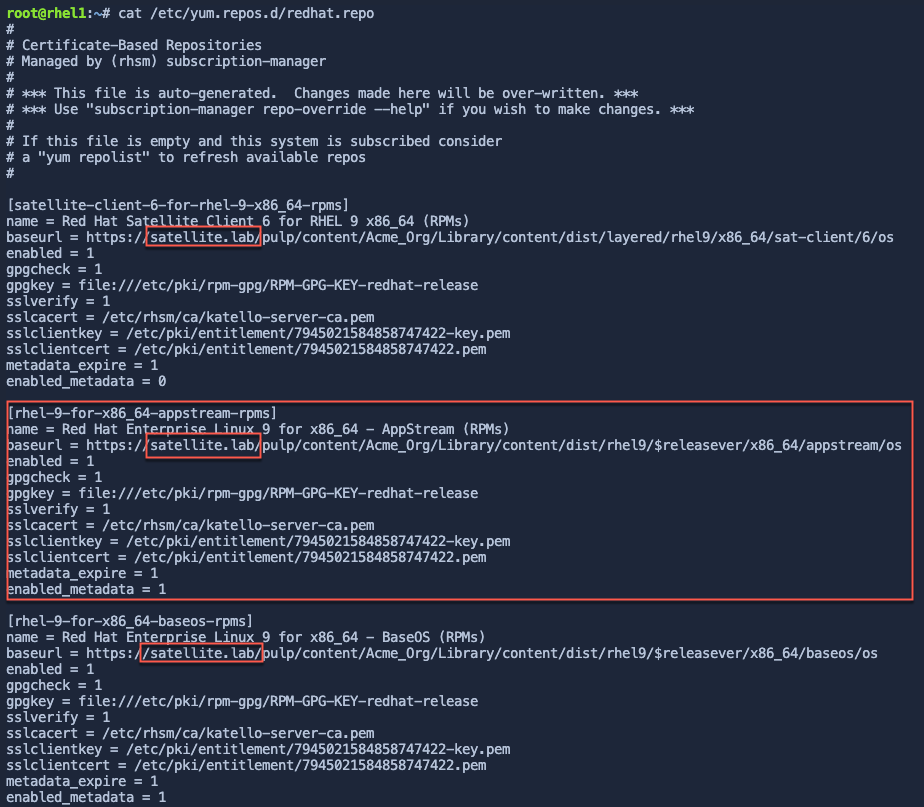 root@rhel1:~# cat /etc/yum.repos.d/redhat.repo
#
# Certificate-Based Repositories
# Managed by (rhsm) subscription-manager
#
# *** This file is auto-generated.  Changes made here will be over-written. ***
# *** Use "subscription-manager repo-override --help" if you wish to make changes. ***
#
# If this file is empty and this system is subscribed consider
# a "yum repolist" to refresh available repos
#

[satellite-client-6-for-rhel-9-x86_64-rpms]
name = Red Hat Satellite Client 6 for RHEL 9 x86_64 (RPMs)
baseurl = https://satellite.lab/pulp/content/Acme_Org/Library/content/dist/layered/rhel9/x86_64/sat-client/6/os
enabled = 1
gpgcheck = 1
gpgkey = file:///etc/pki/rpm-gpg/RPM-GPG-KEY-redhat-release
sslverify = 1
sslcacert = /etc/rhsm/ca/katello-server-ca.pem
sslclientkey = /etc/pki/entitlement/7945021584858747422-key.pem
sslclientcert = /etc/pki/entitlement/7945021584858747422.pem
metadata_expire = 1
enabled_metadata = 0

[rhel-9-for-x86_64-appstream-rpms]
name = Red Hat Enterprise Linux 9 for x86_64 - AppStream (RPMs)
baseurl = https://satellite.lab/pulp/content/Acme_Org/Library/content/dist/rhel9/$releasever/x86_64/appstream/os
enabled = 1
gpgcheck = 1
gpgkey = file:///etc/pki/rpm-gpg/RPM-GPG-KEY-redhat-release
sslverify = 1
sslcacert = /etc/rhsm/ca/katello-server-ca.pem
sslclientkey = /etc/pki/entitlement/7945021584858747422-key.pem
sslclientcert = /etc/pki/entitlement/7945021584858747422.pem
metadata_expire = 1
enabled_metadata = 1

[rhel-9-for-x86_64-baseos-rpms]
name = Red Hat Enterprise Linux 9 for x86_64 - BaseOS (RPMs)
baseurl = https://satellite.lab/pulp/content/Acme_Org/Library/content/dist/rhel9/$releasever/x86_64/baseos/os
enabled = 1
gpgcheck = 1
gpgkey = file:///etc/pki/rpm-gpg/RPM-GPG-KEY-redhat-release
sslverify = 1
sslcacert = /etc/rhsm/ca/katello-server-ca.pem
sslclientkey = /etc/pki/entitlement/7945021584858747422-key.pem
sslclientcert = /etc/pki/entitlement/7945021584858747422.pem
metadata_expire = 1
enabled_metadata = 1